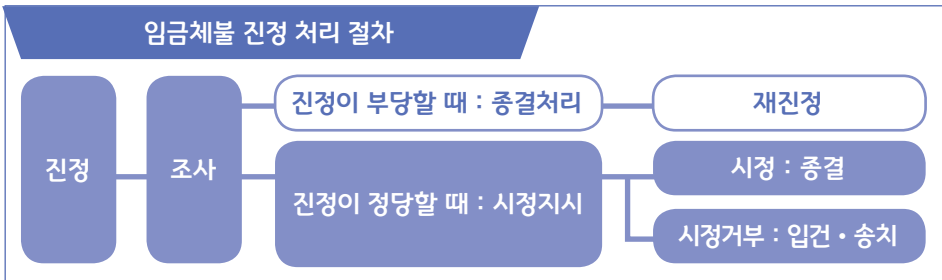 임금체불 진정 처리 절차
진정
조사
진정이 부당할 때 : 종결처리
재진정
진정이 정당할 때 : 시정지시
시정 : 종결
시정거부 : 입건 • 송치